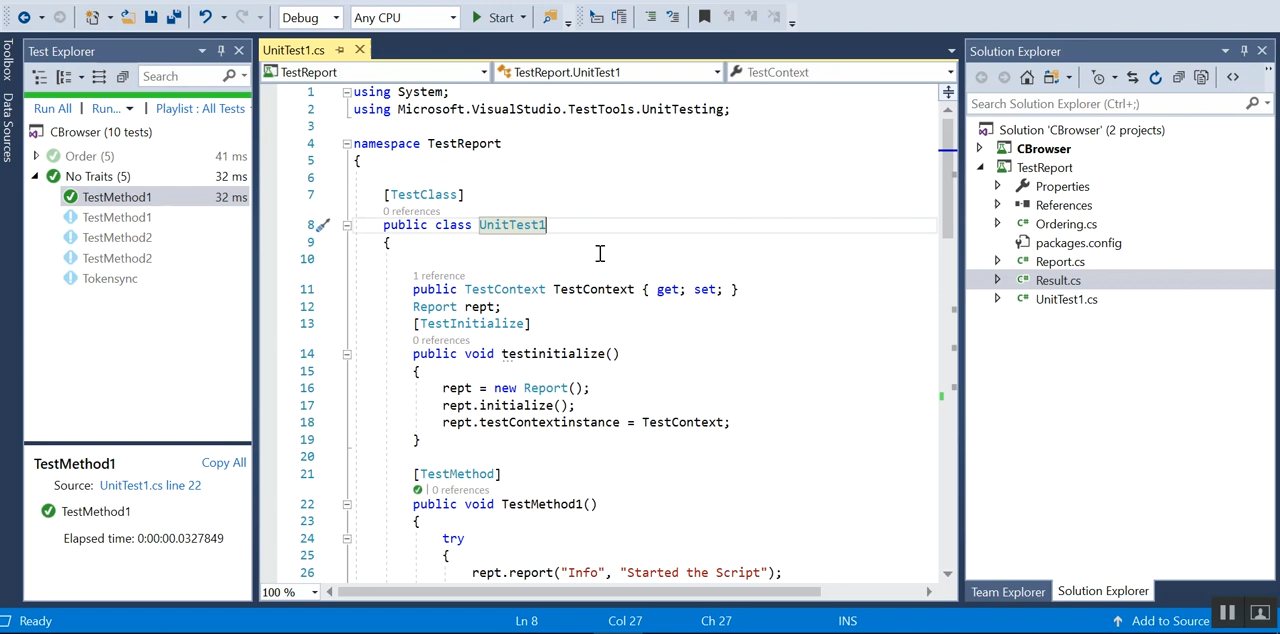 Debug
Any CPU
Start
Toolbox
Data Sources
Test Explorer
Search
Run All | Run... | Playlist : All Tests
CBrowser (10 tests)
Order (5) 41 ms
No Traits (5) 32 ms
TestMethod1 32 ms
TestMethod1
TestMethod2
TestMethod2
Tokensync
TestMethod1 Copy All
Source: UnitTest1.cs line 22
TestMethod1
Elapsed time: 0:00:00.0327849
UnitTest1.cs
TestReport TestReport.UnitTest1 TestContext
1 using System;
2 using Microsoft.VisualStudio.TestTools.UnitTesting;
3
4 namespace TestReport
5 {
6
7 [TestClass]
0 references
8 public class UnitTest1
9 {
10
1 reference
11 public TestContext TestContext { get; set; }
12 Report rept;
13 [TestInitialize]
0 references
14 public void testinitialize()
15 {
16 rept = new Report();
17 rept.initialize();
18 rept.testContextinstance = TestContext;
19 }
20
21 [TestMethod]
| 0 references
22 public void TestMethod1()
23 {
24 try
25 {
26 rept.report("Info", "Started the Script");
100 %
Solution Explorer
Search Solution Explorer (Ctrl+;)
Solution 'CBrowser' (2 projects)
CBrowser
TestReport
Properties
References
Ordering.cs
packages.config
Report.cs
Result.cs
UnitTest1.cs
Team Explorer Solution Explorer
Ready Ln 8 Col 27 Ch 27 INS Add to Source